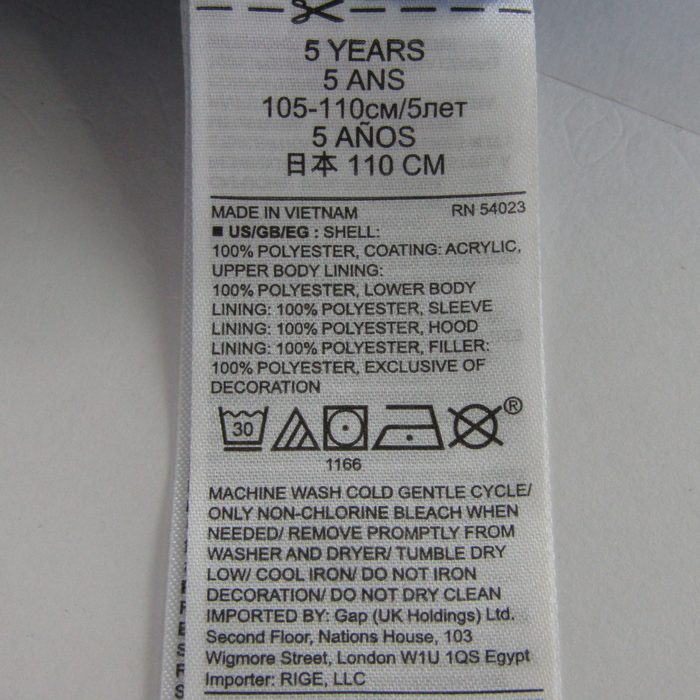 5 YEARS
5 ANS
105-110см/5лет
5 AÑOS
日本 110 CM
MADE IN VIETNAM RN 54023
■ US/GB/EG : SHELL:
100% POLYESTER, COATING: ACRYLIC,
UPPER BODY LINING:
100% POLYESTER, LOWER BODY
LINING: 100% POLYESTER, SLEEVE
LINING: 100% POLYESTER, HOOD
LINING: 100% POLYESTER, FILLER:
100% POLYESTER, EXCLUSIVE OF
DECORATION
30 ®
1166
MACHINE WASH COLD GENTLE CYCLE/
ONLY NON-CHLORINE BLEACH WHEN
NEEDED/ REMOVE PROMPTLY FROM
WASHER AND DRYER/ TUMBLE DRY
LOW/ COOL IRON/ DO NOT IRON
DECORATION/ DO NOT DRY CLEAN
IMPORTED BY: Gap (UK Holdings) Ltd.
Second Floor, Nations House, 103
Wigmore Street, London W1U 1QS Egypt
Importer: RIGE, LLC